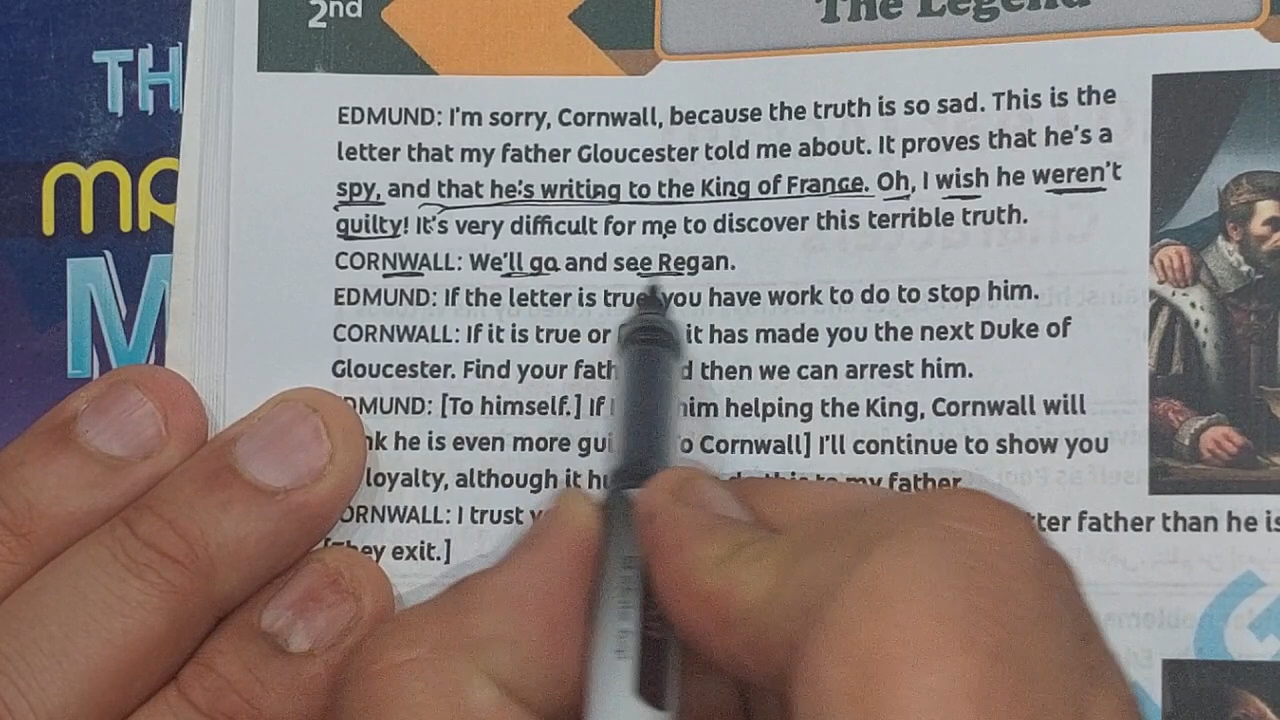 2nd
The Legend
TH
MA
M
EDMUND: I'm sorry, Cornwall, because the truth is so sad. This is the
letter that my father Gloucester told me about. It proves that he's a
spy, and that he's writing to the King of France. Oh, I wish he weren't
guilty! It's very difficult for me to discover this terrible truth.
CORNWALL: We'll go and see Regan.
EDMUND: If the letter is true you have work to do to stop him.
CORNWALL: If it is true or it has made you the next Duke of
Gloucester. Find your then we can arrest him.
[To himself.] If him helping the King, Cornwall will
he is even more Cornwall] I'll continue to show you
loyalty, although it my father.
I trust father than he is
exit.]